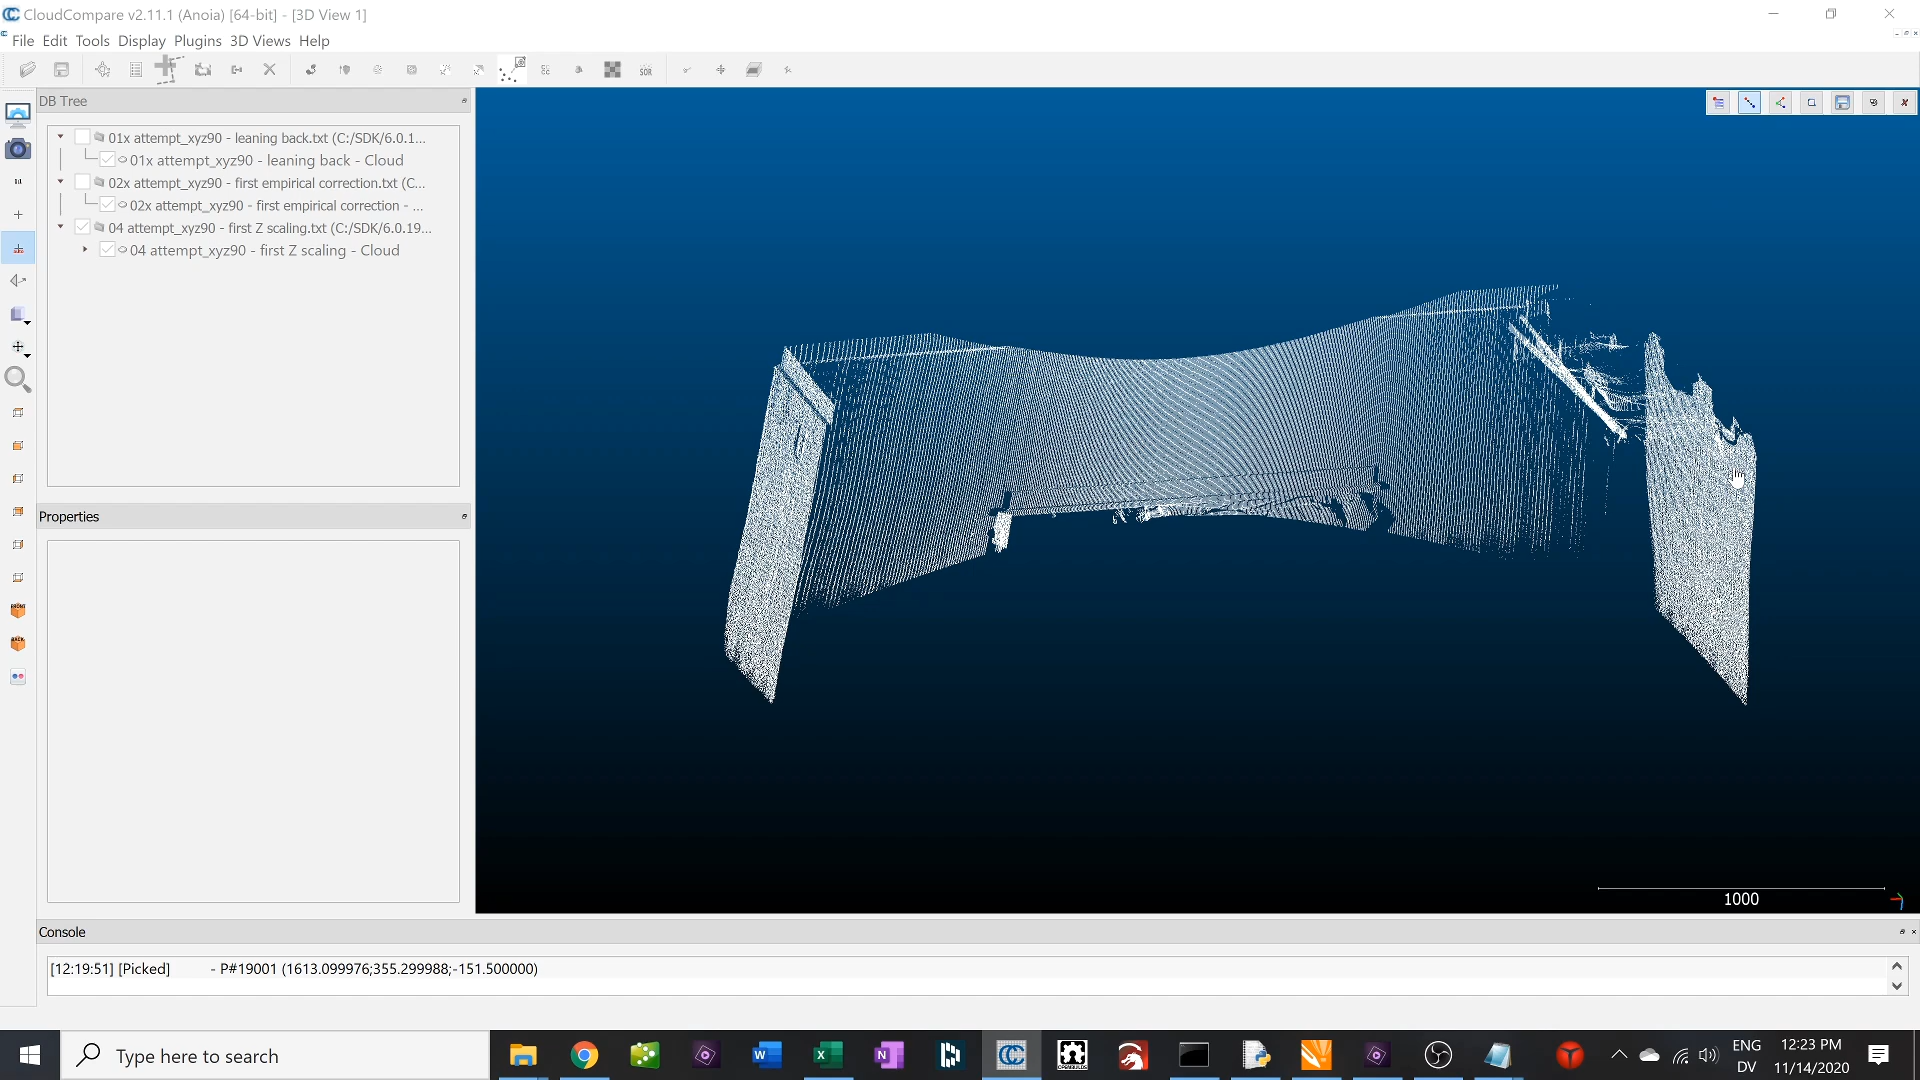 CloudCompare v2.11.1 (Anoia) [64-bit] - [3D View 1]
File Edit Tools Display Plugins 3D Views Help
SOR
DB Tree
01x attempt_xyz90 - leaning back.txt (C:/SDK/6.0.1...
01x attempt_xyz90 - leaning back - Cloud
02x attempt_xyz90 - first empirical correction.txt (C...
02x attempt_xyz90 - first empirical correction - ...
04 attempt_xyz90 - first Z scaling.txt (C:/SDK/6.0.19...
04 attempt_xyz90 - first Z scaling - Cloud
Properties
FRONT
BACK
1000
Console
[12:19:51] [Picked] - P#19001 (1613.099976;355.299988;-151.500000)
Type here to search
ENG
DV
12:23 PM
11/14/2020